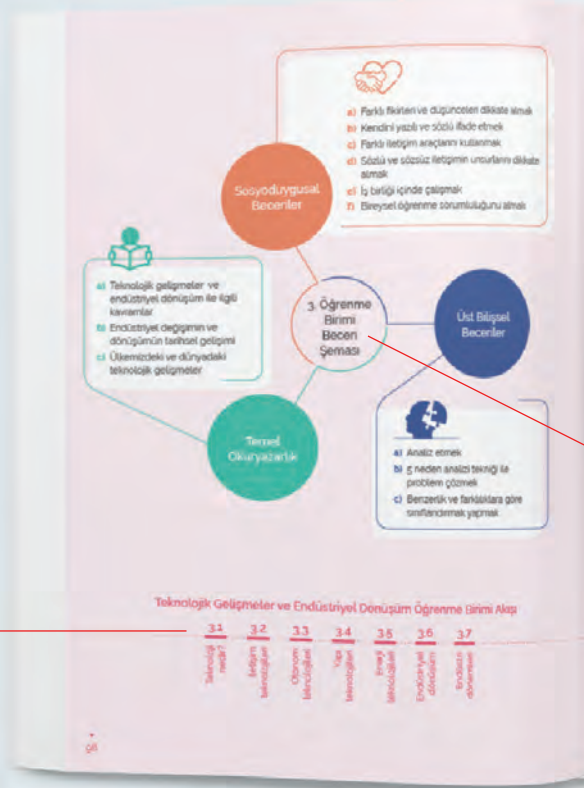 a) Farklı fikirleri ve düşünceleri dikkate almak
b) Kendini yazılı ve sözlü ifade etmek
c) Farklı iletişim araçlarını kullanmak
d) Sözlü ve sözsüz iletişimin unsurlarını dikkate
almak
e) İş birliği içinde çalışmak
f) Bireysel öğrenme sorumluluğunu almak
Sosyoduygusal
Beceriler
a) Teknolojik gelişmeler ve
endüstriyel dönüşüm ile ilgili
kavramlar
b) Endüstriyel değişimin ve
dönüşümün tarihsel gelişimi
c) Ülkemizdeki ve dünyadaki
teknolojik gelişmeler
3. Öğrenme
Birimi
Beceri
Şeması
Üst Bilişsel
Beceriler
Temel
Okuryazarlık
a) Analiz etmek
b) 5 neden analizi tekniği ile
problem çözmek
c) Benzerlik ve farklılıklara göre
sınıflandırmak yapmak
Teknolojik Gelişmeler ve Endüstriyel Dönüşüm Öğrenme Birimi Akışı
3.1 3.2 3.3 3.4 3.5 3.6 3.7
Teknoloji
nedir?
İletişim
teknolojileri
Otonom
teknolojileri
Yapı
teknolojileri
Enerji
teknolojileri
Endüstriyel
dönüşüm
Endüstri
dönemleri
98